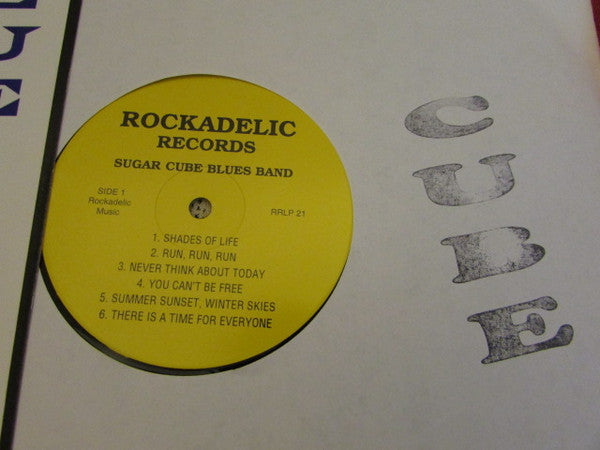 ROCKADELIC
RECORDS
SUGAR CUBE BLUES BAND
SIDE 1
Rockadelic
Music
RRLP 21
1. SHADES OF LIFE
2. RUN, RUN, RUN
3. NEVER THINK ABOUT TODAY
4. YOU CAN'T BE FREE
5. SUMMER SUNSET, WINTER SKIES
6. THERE IS A TIME FOR EVERYONE
CUBE